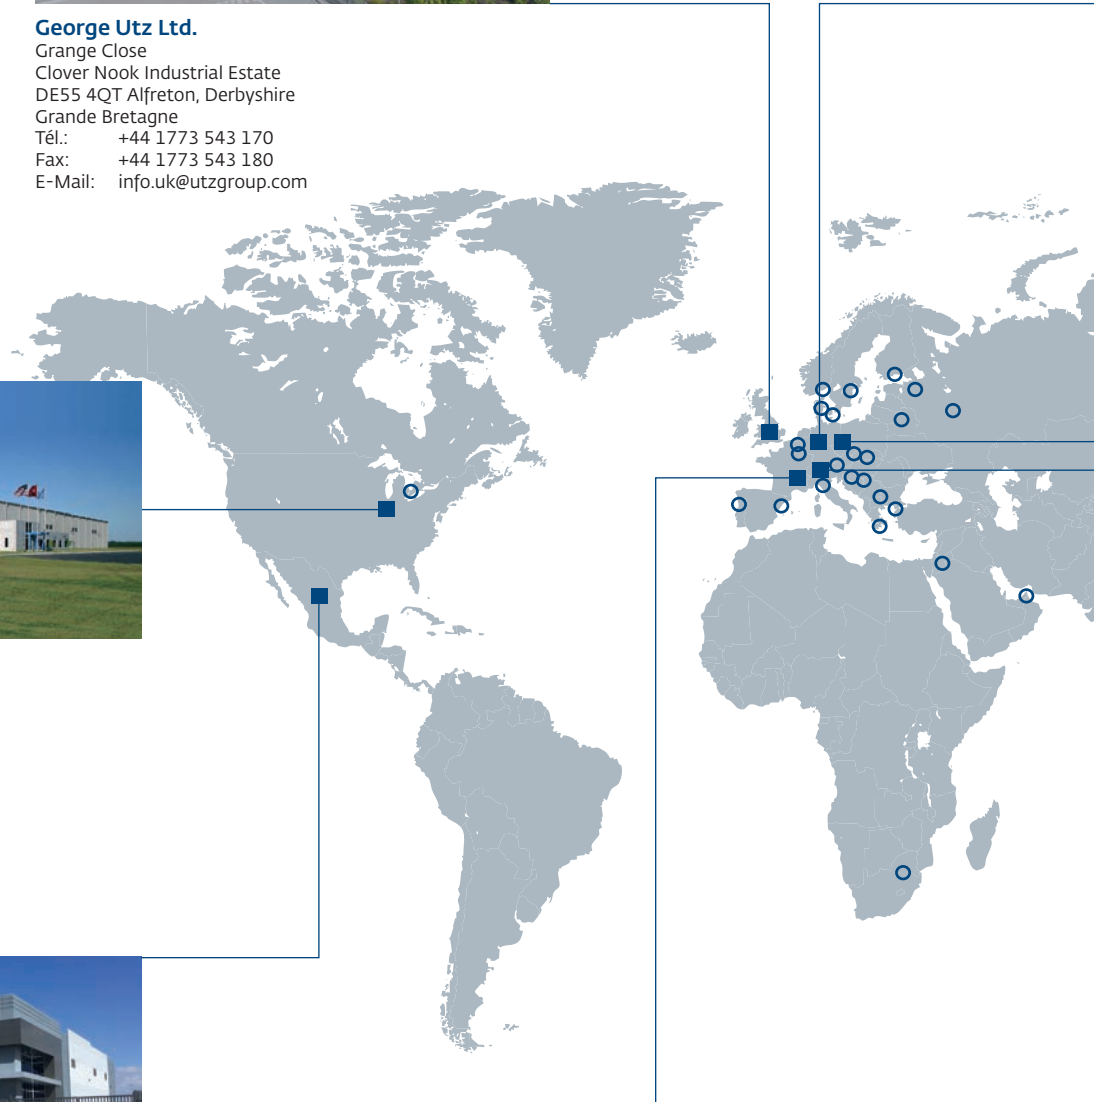 George Utz Ltd.
Grange Close
Clover Nook Industrial Estate
DE55 4QT Alfreton, Derbyshire
Grande Bretagne
Tél.: +44 1773 543 170
Fax: +44 1773 543 180
E-Mail: info.uk@utzgroup.com